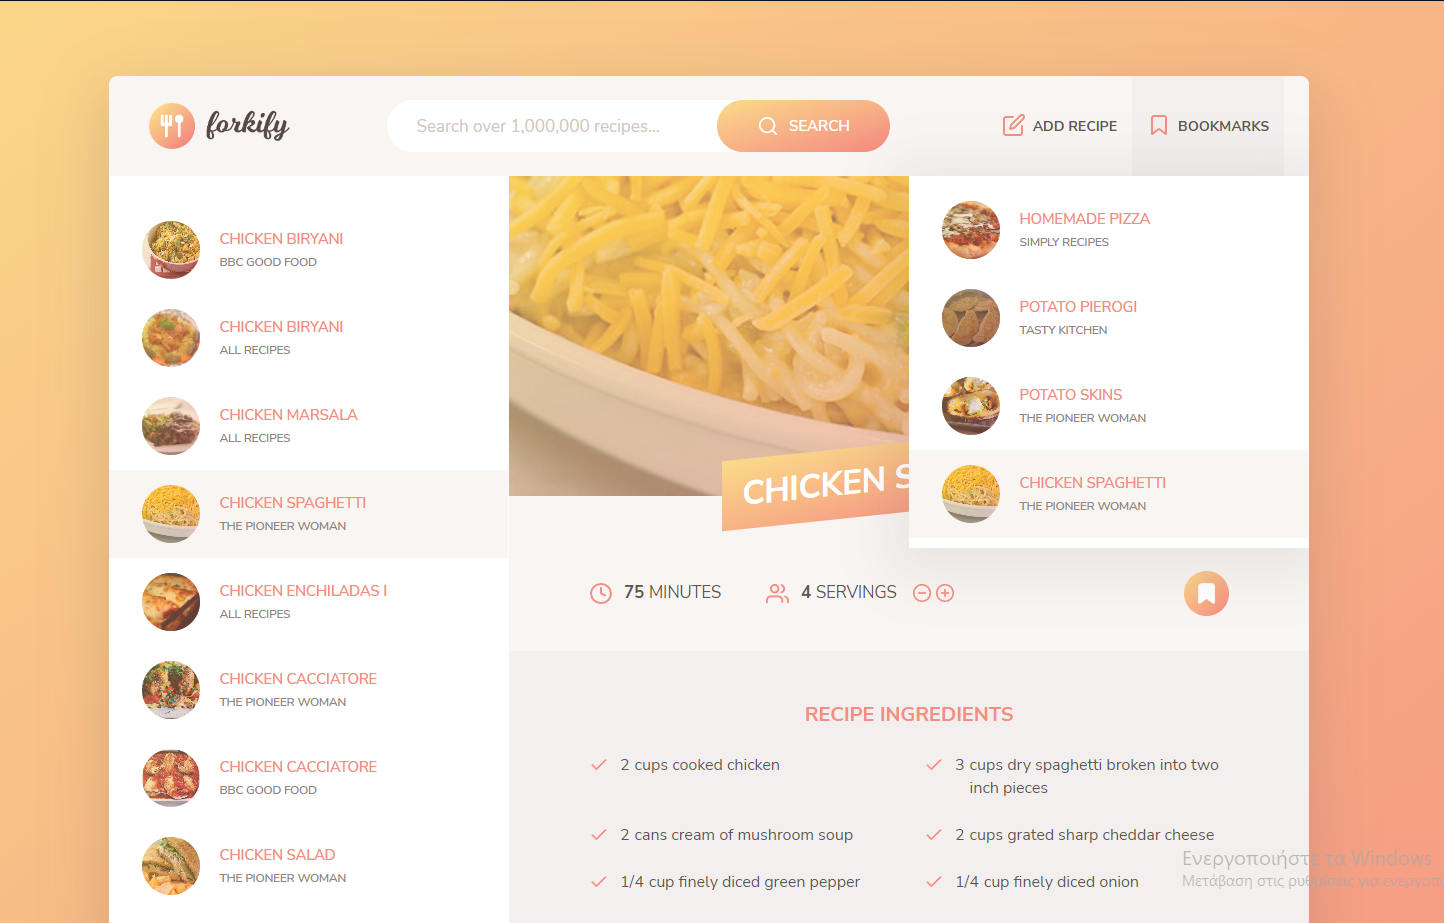 forkify
Search over 1,000,000 recipes...
SEARCH
ADD RECIPE
BOOKMARKS
CHICKEN BIRYANI
BBC GOOD FOOD
CHICKEN BIRYANI
ALL RECIPES
CHICKEN MARSALA
ALL RECIPES
CHICKEN SPAGHETTI
THE PIONEER WOMAN
CHICKEN ENCHILADAS I
ALL RECIPES
CHICKEN CACCIATORE
THE PIONEER WOMAN
CHICKEN CACCIATORE
BBC GOOD FOOD
CHICKEN SALAD
THE PIONEER WOMAN
HOMEMADE PIZZA
SIMPLY RECIPES
POTATO PIEROGI
TASTY KITCHEN
POTATO SKINS
THE PIONEER WOMAN
CHICKEN SPAGHETTI
THE PIONEER WOMAN
CHICKEN S
75 MINUTES
4 SERVINGS
RECIPE INGREDIENTS
2 cups cooked chicken
3 cups dry spaghetti broken into two
inch pieces
2 cans cream of mushroom soup
2 cups grated sharp cheddar cheese
1/4 cup finely diced green pepper
1/4 cup finely diced onion
Ενεργοποιήστε τα Windows
Μετάβαση στις ρυθμίσεις για ενεργοπ